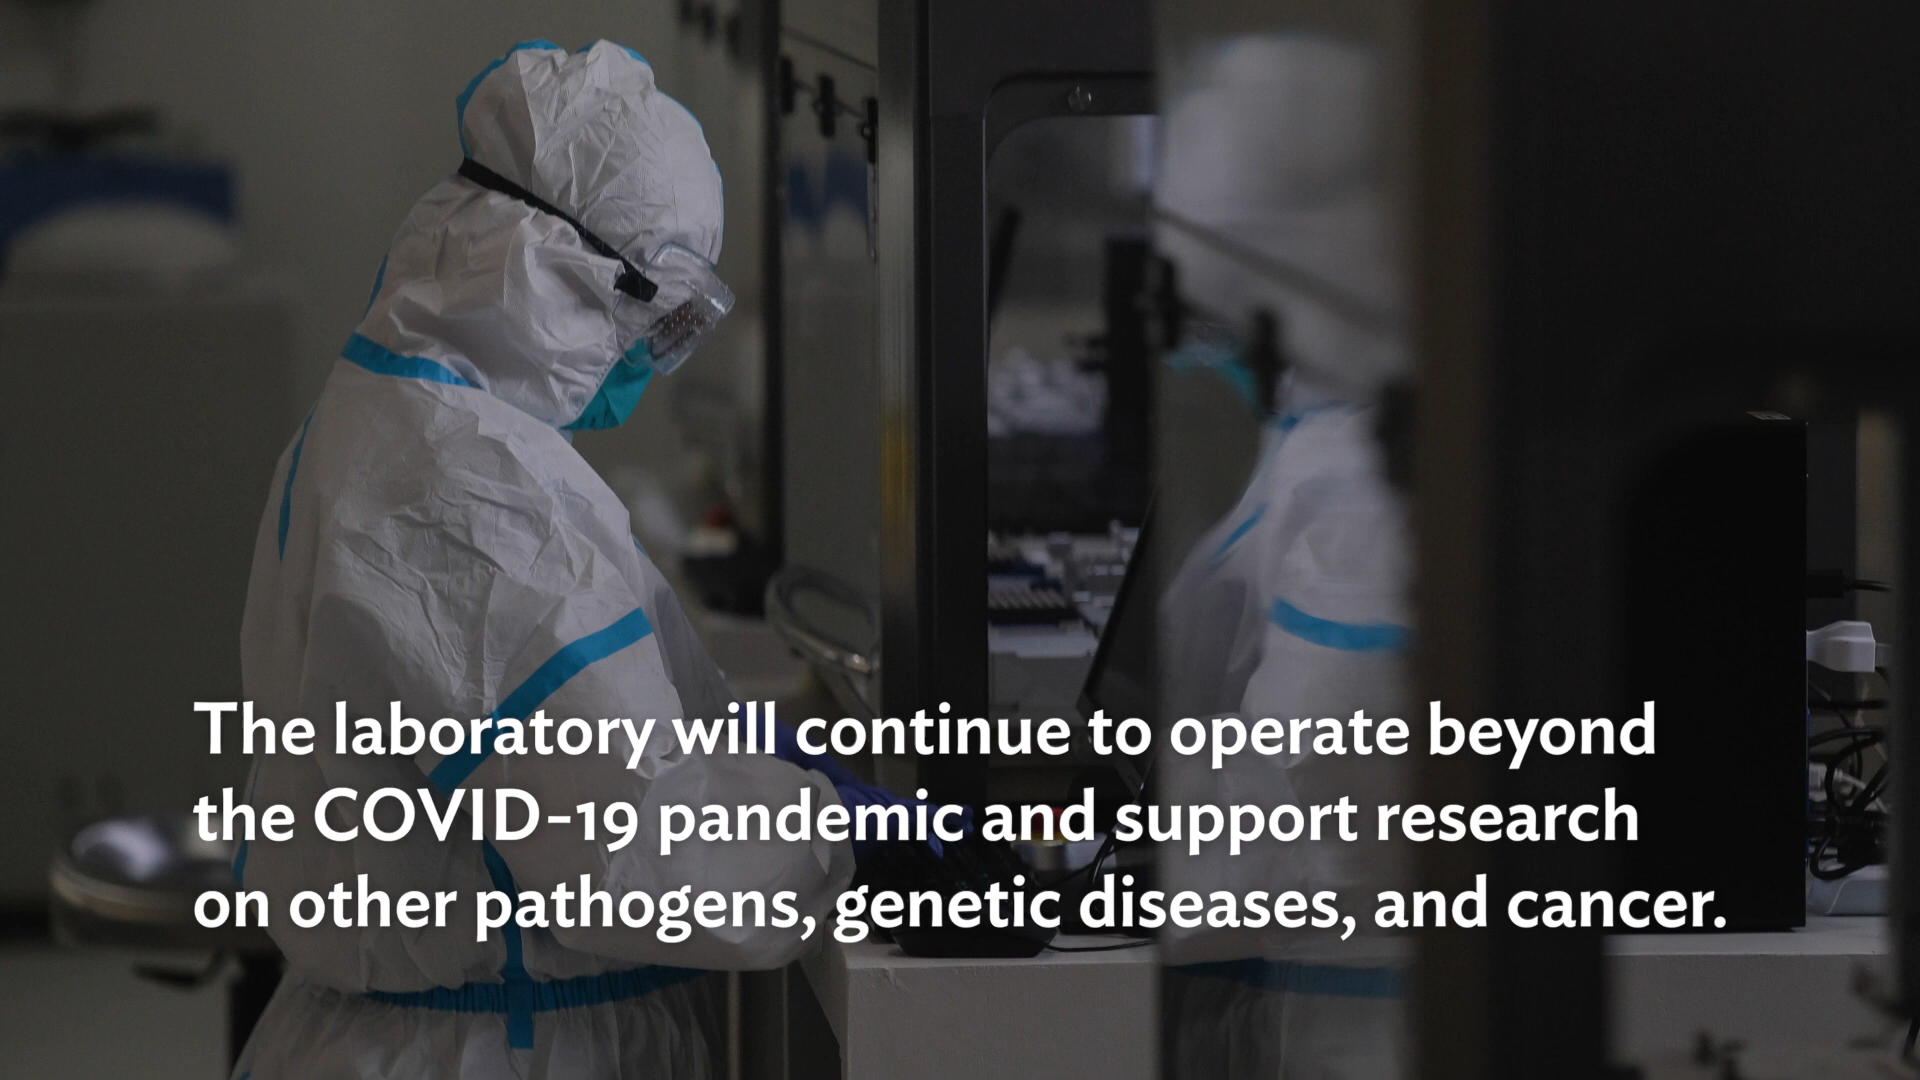 The laboratory will continue to operate beyond
the COVID-19 pandemic and support research
on other pathogens, genetic diseases, and cancer.